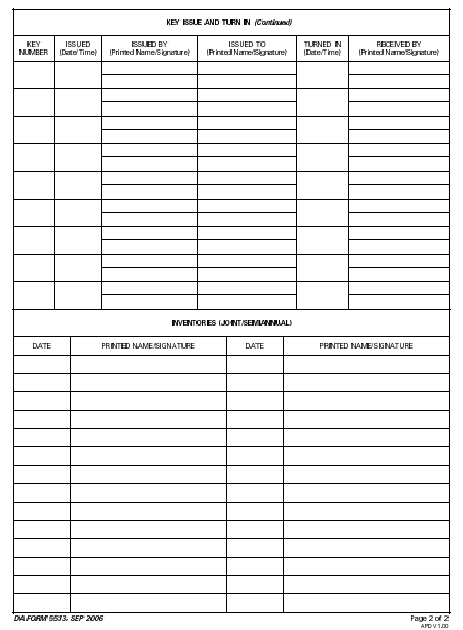 KEY ISSUE AND TURN IN (Continued)
KEY NUMBER
ISSUED (Date/Time)
ISSUED BY (Printed Name/Signature)
ISSUED TO (Printed Name/Signature)
TURNED IN (Date/Time)
RECEIVED BY (Printed Name/Signature)
INVENTORIES (JOINT/SEMIANNUAL)
DATE
PRINTED NAME/SIGNATURE
DATE
PRINTED NAME/SIGNATURE
DA FORM 5513, SEP 2006
Page 2 of 2
APD V1.00